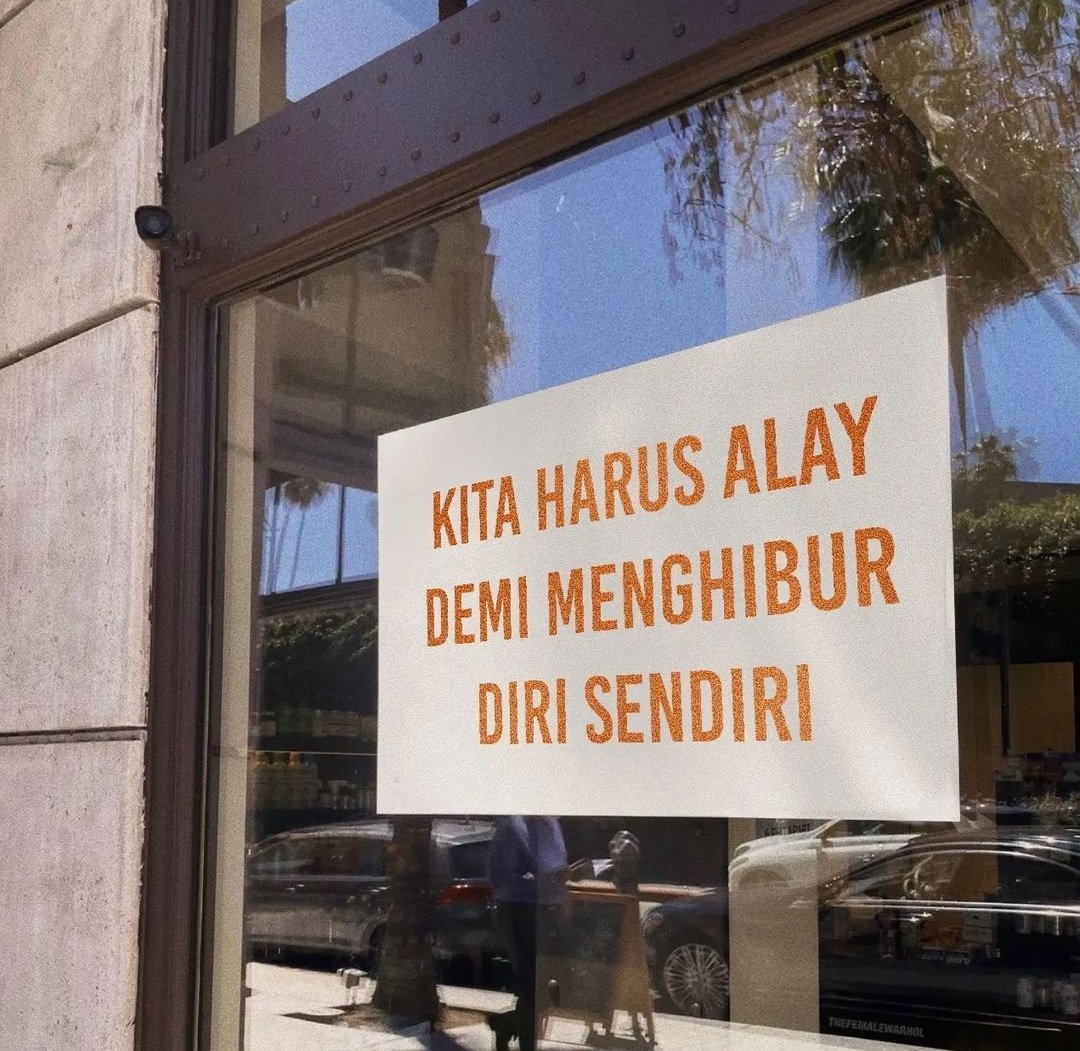 KITA HARUS ALAY
DEMI MENGHIBUR
DIRI SENDIRI
THEFEMALEWARHOL